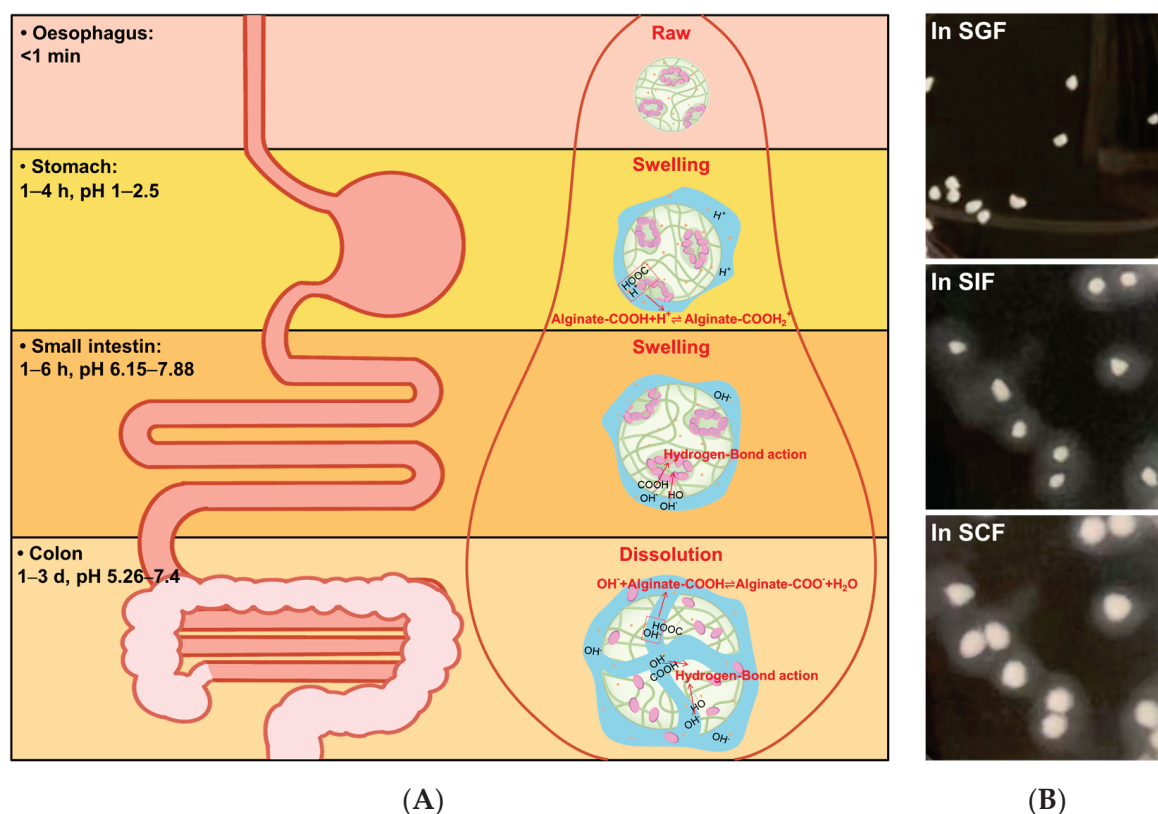 • Oesophagus:
<1 min
Raw
• Stomach:
1–4 h, pH 1–2.5
Swelling
H⁺
H⁺
HOOC
H⁺
Alginate-COOH+H⁺⇌ Alginate-COOH₂⁺
• Small intestin:
1–6 h, pH 6.15–7.88
Swelling
OH⁻
Hydrogen-Bond action
COOH
HO
OH⁻
OH⁻
• Colon
1–3 d, pH 5.26–7.4
Dissolution
OH⁻+Alginate-COOH⇌Alginate-COO⁻+H₂O
HOOC
OH⁻
OH⁻
OH⁻
COOH
Hydrogen-Bond action
HO
OH⁻
OH⁻
OH⁻
(A)
In SGF
In SIF
In SCF
(B)